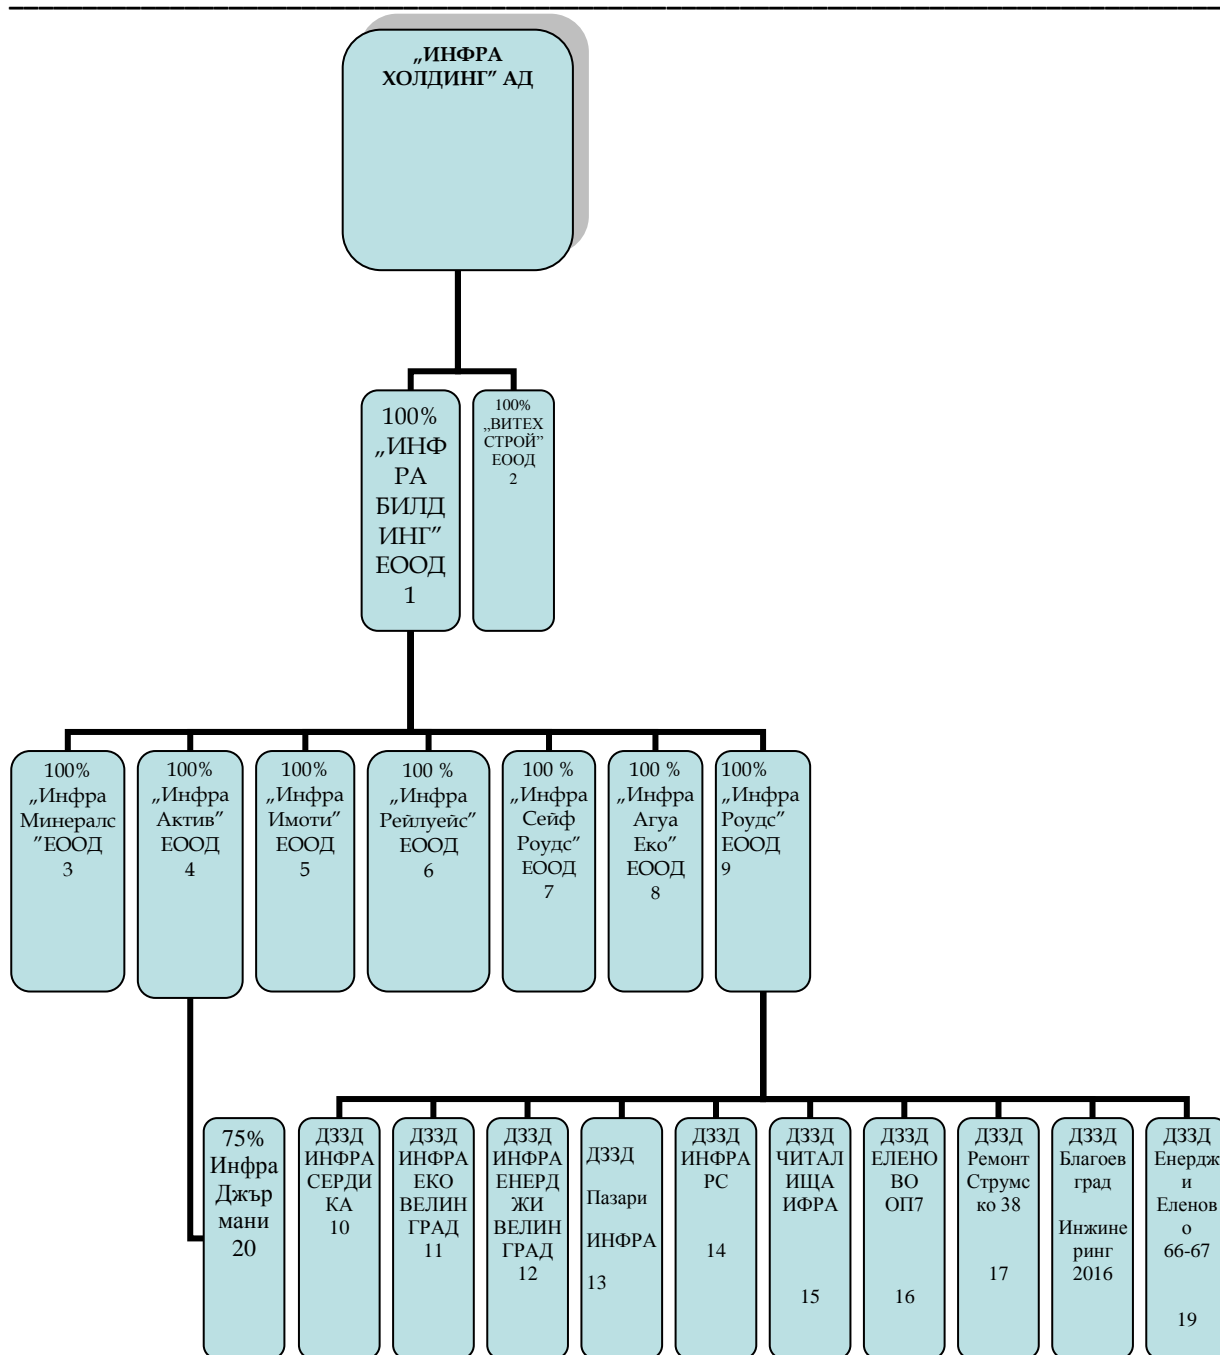 „ИНФРА
ХОЛДИНГ” АД
100%
„ИНФ
РА
БИЛД
ИНГ”
ЕООД
1
100%
„ВИТЕХ
СТРОЙ”
ЕООД
2
100%
„Инфра
Минералс
”ЕООД
3
100%
„Инфра
Актив”
ЕООД
4
100%
„Инфра
Имоти”
ЕООД
5
100 %
„Инфра
Рейлуейс”
ЕООД
6
100 %
„Инфра
Сейф
Роудс”
ЕООД
7
100 %
„Инфра
Агуа
Еко”
ЕООД
8
100%
„Инфра
Роудс”
ЕООД
9
75%
Инфра
Джър
мани
20
ДЗЗД
ИНФРА
СЕРДИ
КА
10
ДЗЗД
ИНФРА
ЕКО
ВЕЛИН
ГРАД
11
ДЗЗД
ИНФРА
ЕНЕРД
ЖИ
ВЕЛИН
ГРАД
12
ДЗЗД
Пазари
ИНФРА
13
ДЗЗД
ИНФРА
РС
14
ДЗЗД
ЧИТАЛ
ИЩА
ИФРА
15
ДЗЗД
ЕЛЕНО
ВО
ОП7
16
ДЗЗД
Ремонт
Струмс
ко 38
17
ДЗЗД
Благоев
град
Инжине
ринг
2016
ДЗЗД
Енердж
и
Еленов
о
66-67
19